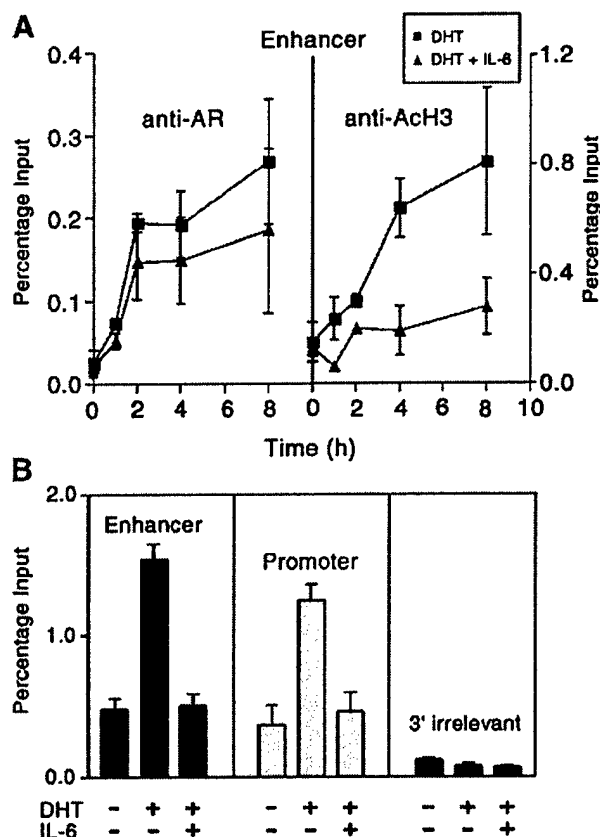 A
Enhancer
DHT
DHT + IL-6
anti-AR
anti-AcH3
Percentage Input
0.4
0.3
0.2
0.1
0.0
1.2
0.8
0.4
0.0
Percentage Input
0 2 4 6 8 0 2 4 6 8 10
Time (h)
B
Percentage Input
2.0
1.0
0.0
Enhancer
Promoter
3' irrelevant
DHT - + + - + + - + +
IL-6 - - + - - + - - +